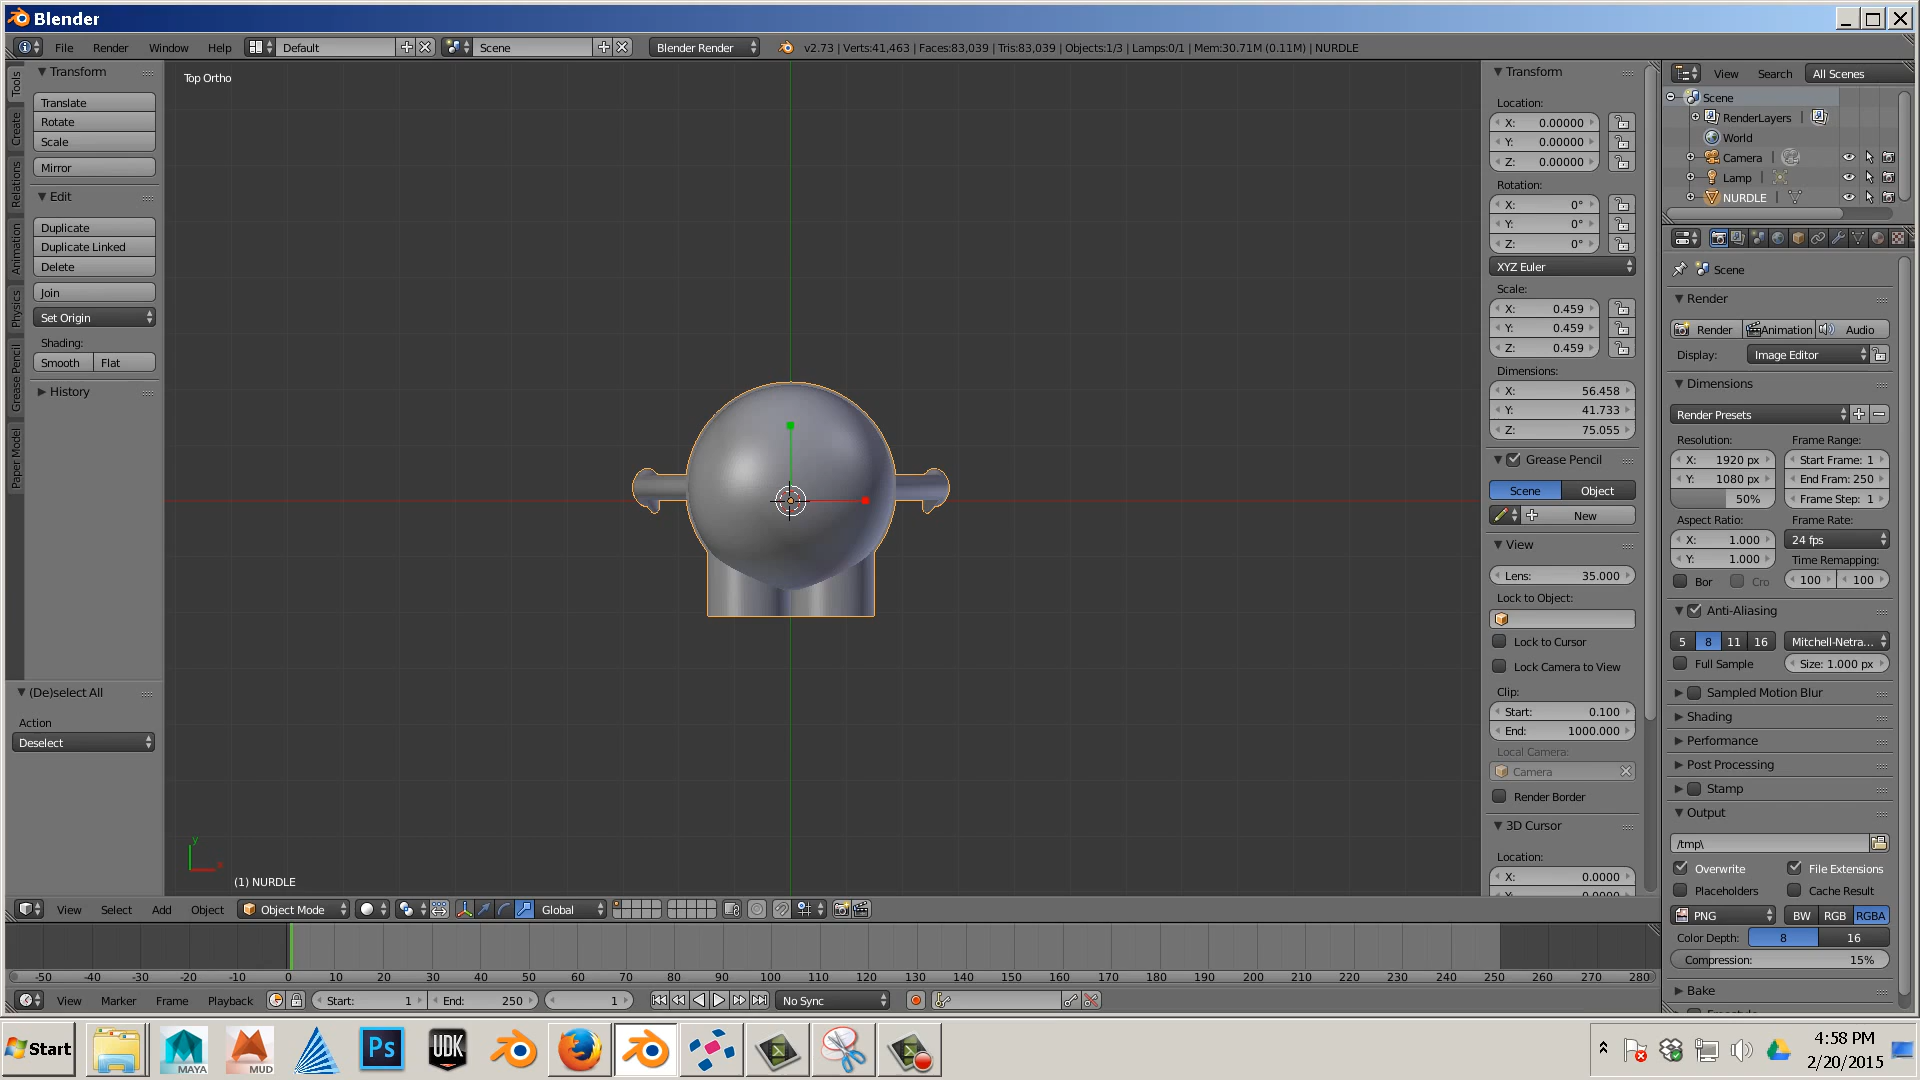 Blender
File Render Window Help Default Scene Blender Render v2.73 | Verts:41,463 | Faces:83,039 | Tris:83,039 | Objects:1/3 | Lamps:0/1 | Mem:30.71M (0.11M) | NURDLE
Tools
Create
Relations
Animation
Physics
Grease Pencil
Paper Model
Transform
Translate
Rotate
Scale
Mirror
Edit
Duplicate
Duplicate Linked
Delete
Join
Set Origin
Shading:
Smooth Flat
History
(De)select All
Action
Deselect
Top Ortho
y
(1) NURDLE
Transform
Location:
X: 0.00000
Y: 0.00000
Z: 0.00000
Rotation:
X: 0°
Y: 0°
Z: 0°
XYZ Euler
Scale:
X: 0.459
Y: 0.459
Z: 0.459
Dimensions:
X: 56.458
Y: 41.733
Z: 75.055
Grease Pencil
Scene Object
New
View
Lens: 35.000
Lock to Object:
Lock to Cursor
Lock Camera to View
Clip:
Start: 0.100
End: 1000.000
Local Camera:
Camera
Render Border
3D Cursor
Location:
X: 0.0000
View Search All Scenes
Scene
RenderLayers |
World
Camera |
Lamp |
NURDLE |
Scene
Render
Render Animation Audio
Display: Image Editor
Dimensions
Render Presets
Resolution: Frame Range:
X: 1920 px Start Frame: 1
Y: 1080 px End Fram: 250
50% Frame Step: 1
Aspect Ratio: Frame Rate:
X: 1.000 24 fps
Y: 1.000 Time Remapping:
Bor Cro 100 100
Anti-Aliasing
5 8 11 16 Mitchell-Netra...
Full Sample Size: 1.000 px
Sampled Motion Blur
Shading
Performance
Post Processing
Stamp
Output
/tmp\
Overwrite File Extensions
Placeholders Cache Result
PNG BW RGB RGBA
Color Depth: 8 16
Compression: 15%
Bake
View Select Add Object Object Mode Global
-50 -40 -30 -20 -10 0 10 20 30 40 50 60 70 80 90 100 110 120 130 140 150 160 170 180 190 200 210 220 230 240 250 260 270 280
View Marker Frame Playback Start: 1 End: 250 1 No Sync
Start MAYA MUD Ps UDK
4:58 PM
2/20/2015